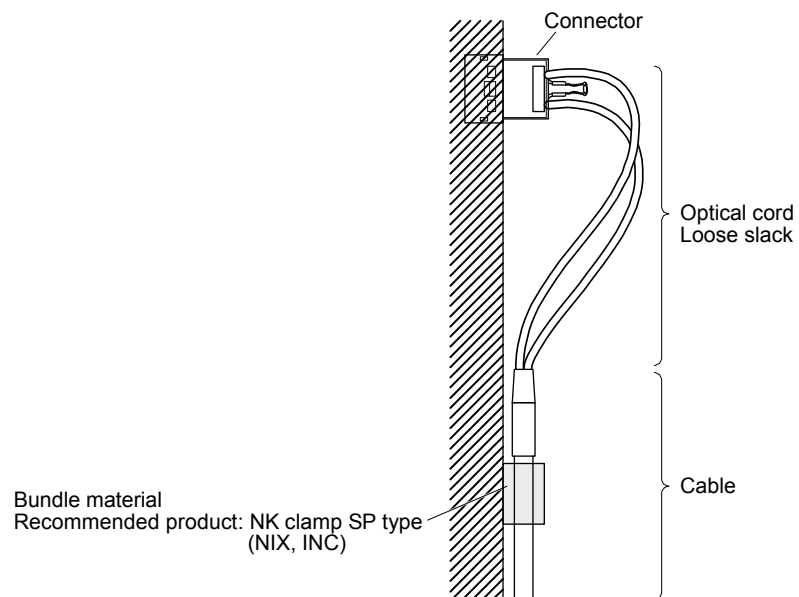 Connector
Optical cord
Loose slack
Cable
Bundle material
Recommended product: NK clamp SP type
(NIX, INC)